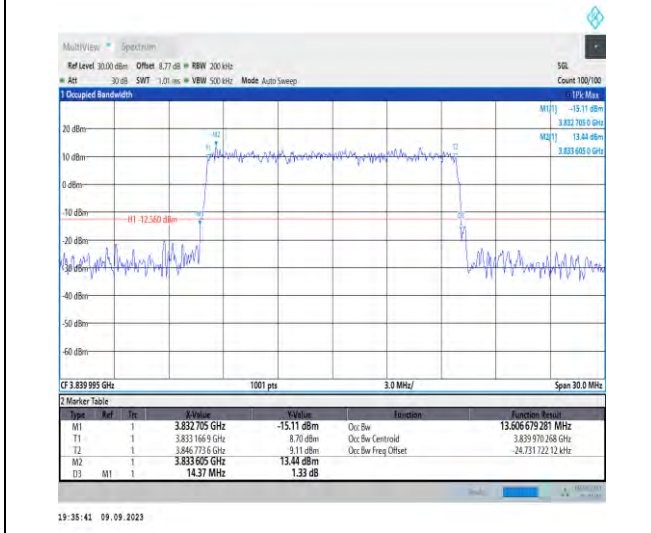 MultiView Spectrum
Ref Level 30.00 dBm Offset 8.77 dB RBW 200 kHz SGL
Att 30 dB SWT 1.01 ms VBW 500 kHz Mode Auto Sweep Count 100/100
1 Occupied Bandwidth 1Pk Max
M1[1] -15.11 dBm
3.832 705 0 GHz
M2[1] 13.44 dBm
3.833 605 0 GHz
20 dBm
M2
T1 T2
10 dBm
0 dBm
-10 dBm
H1 -12.560 dBm
-20 dBm
-30 dBm
-40 dBm
-50 dBm
-60 dBm
CF 3.839 995 GHz 1001 pts 3.0 MHz/ Span 30.0 MHz
2 Marker Table
Type Ref Trc X-Value Y-Value Function Function Result
M1 1 3.832 705 GHz -15.11 dBm Occ Bw 13.606 679 281 MHz
T1 1 3.833 166 9 GHz 8.70 dBm Occ Bw Centroid 3.839 970 268 GHz
T2 1 3.846 773 6 GHz 9.11 dBm Occ Bw Freq Offset -24.731 722 12 kHz
M2 1 3.833 605 GHz 13.44 dBm
D3 M1 1 14.37 MHz 1.33 dB
19:35:41 09.09.2023